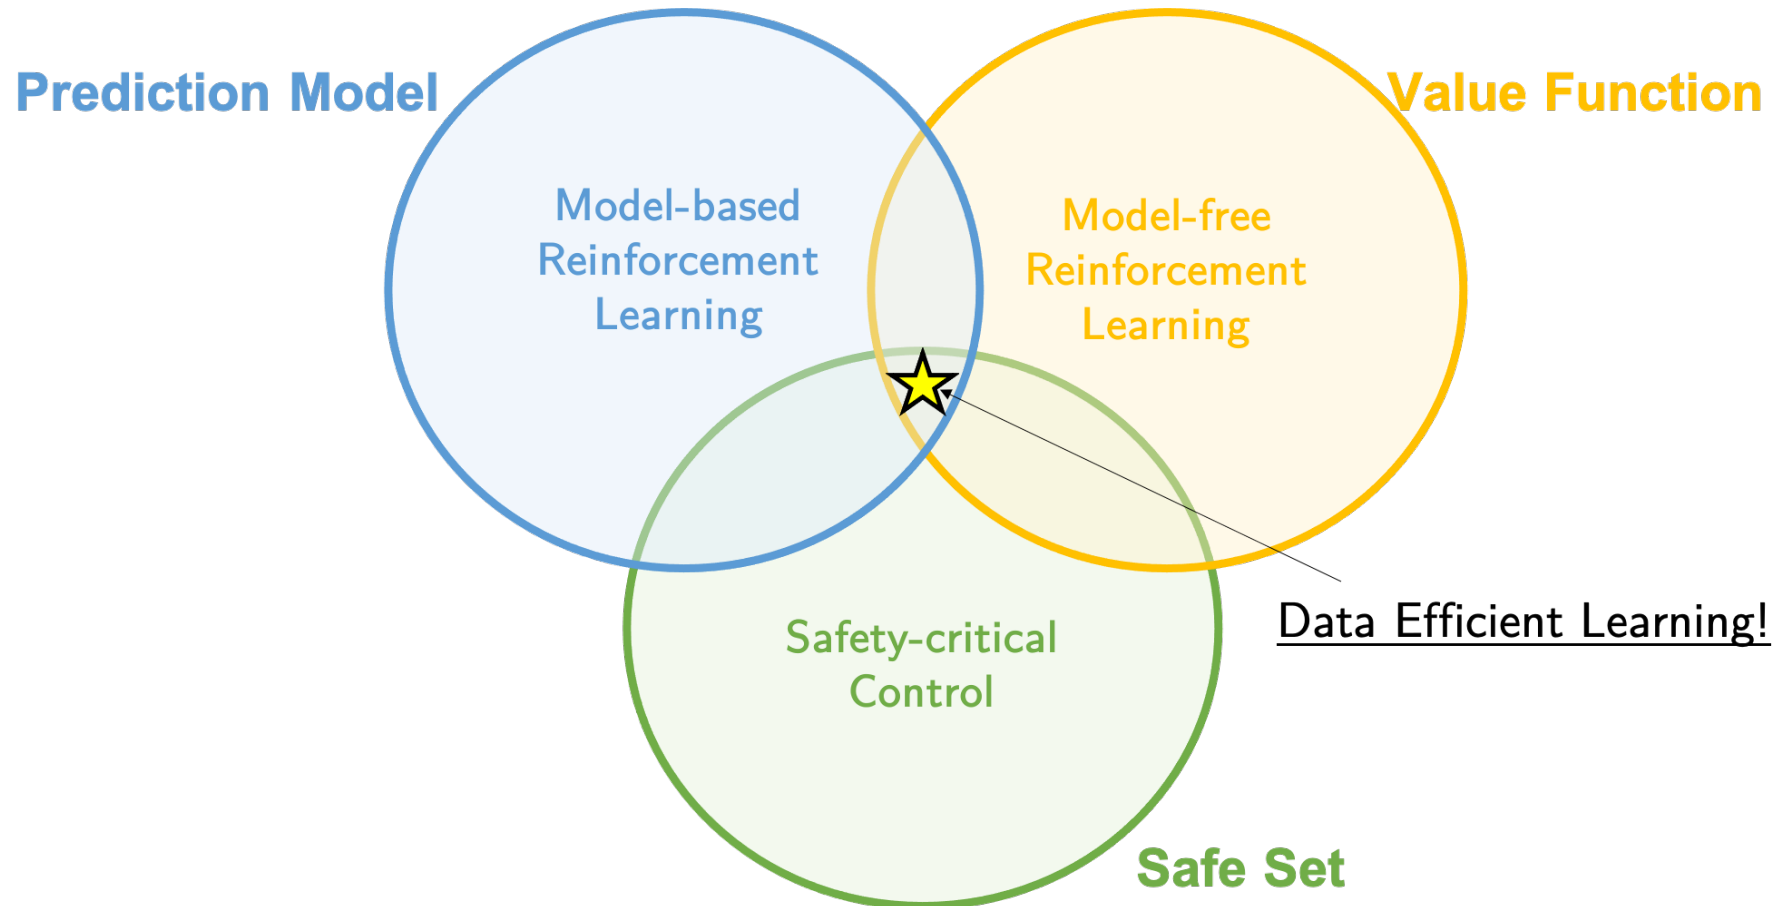 Prediction Model
Value Function
Model-based
Reinforcement
Learning
Model-free
Reinforcement
Learning
Safety-critical
Control
Data Efficient Learning!
Safe Set